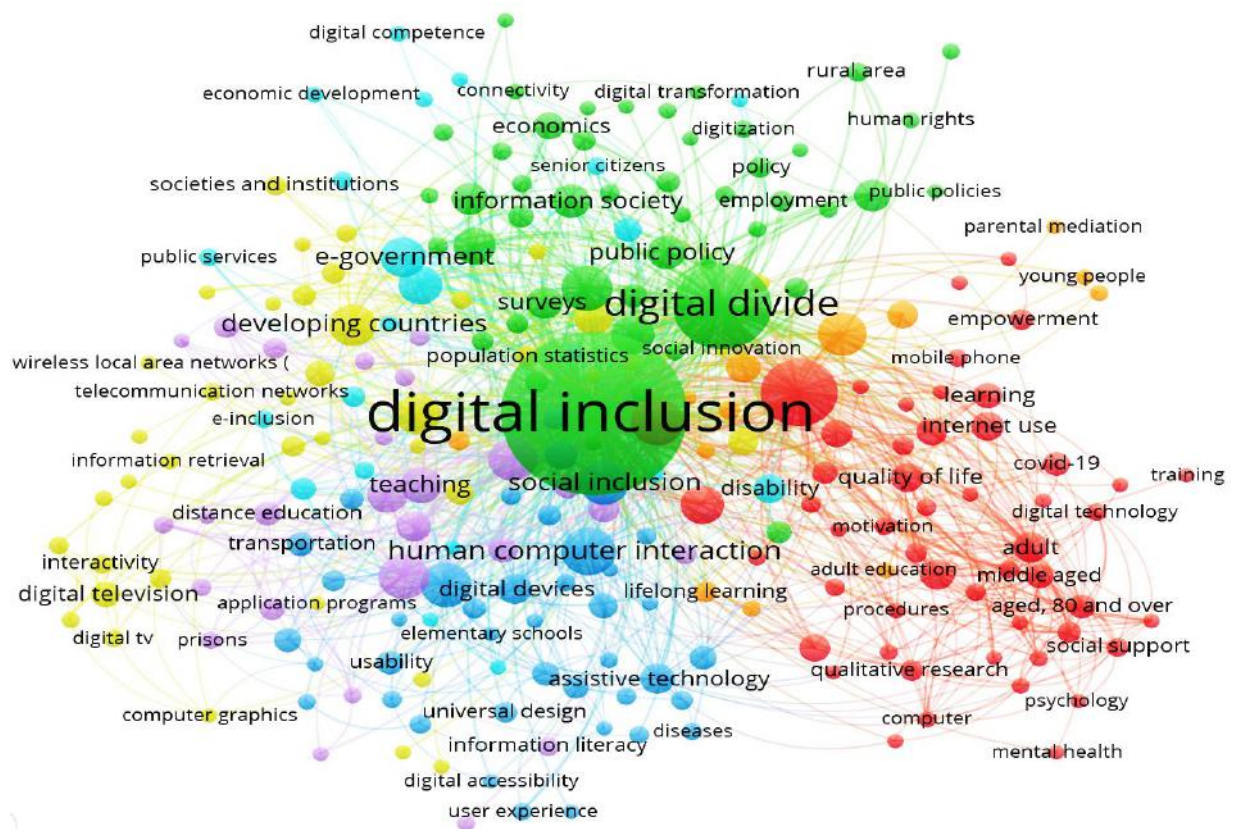 digital competence
rural area
economic development
connectivity
digital transformation
human rights
economics
digitization
senior citizens
policy
societies and institutions
information society
employment
public policies
parental mediation
public services
e-government
public policy
young people
surveys
digital divide
empowerment
developing countries
population statistics
social innovation
mobile phone
wireless local area networks (
telecommunication networks
learning
digital inclusion
e-inclusion
internet use
information retrieval
covid-19
teaching
social inclusion
disability
quality of life
training
distance education
digital technology
motivation
transportation
human computer interaction
adult
interactivity
adult education
middle aged
digital television
digital devices
lifelong learning
application programs
procedures
aged, 80 and over
digital tv
prisons
elementary schools
social support
usability
assistive technology
qualitative research
psychology
computer graphics
universal design
computer
diseases
information literacy
mental health
digital accessibility
user experience